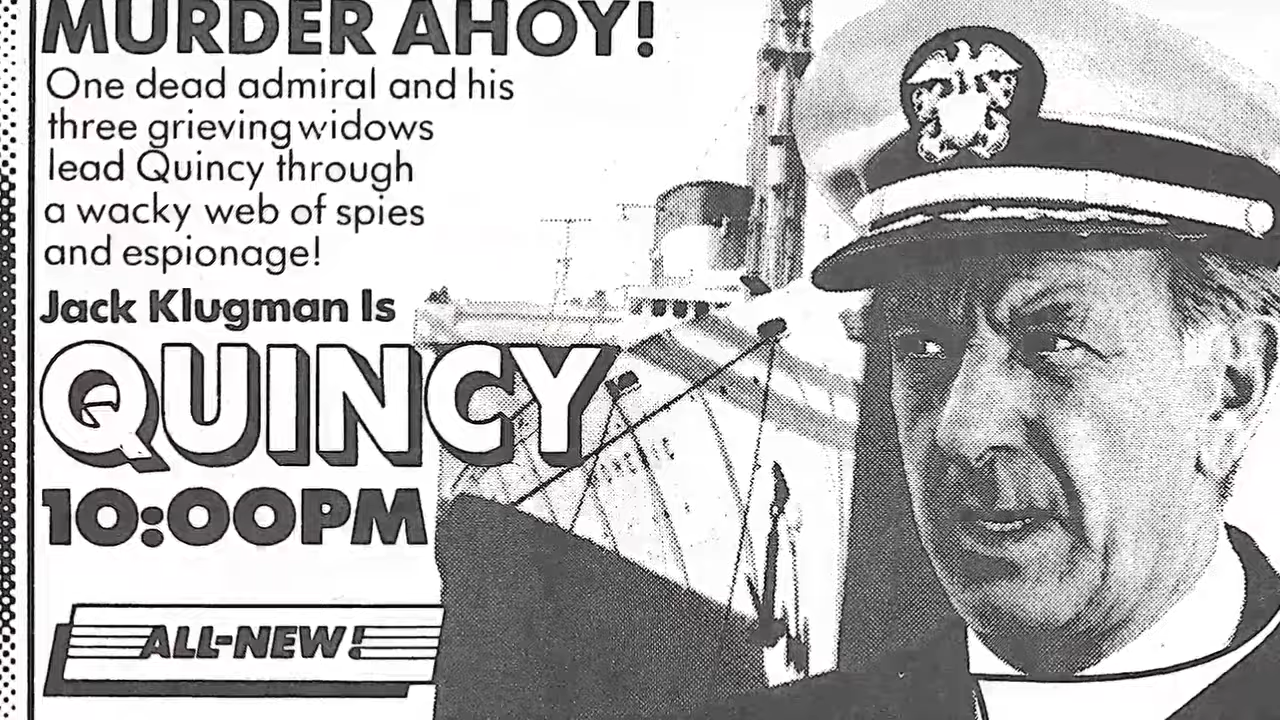 MURDER AHOY!
One dead admiral and his
three grieving widows
lead Quincy through
a wacky web of spies
and espionage!
Jack Klugman Is
QUINCY
10:00PM
ALL-NEW!